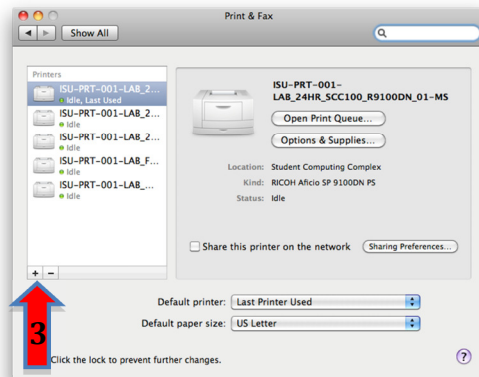 Print & Fax
Show All
Printers
ISU-PRT-001-LAB_2...
Idle, Last Used
ISU-PRT-001-LAB_2...
Idle
ISU-PRT-001-LAB_2...
Idle
ISU-PRT-001-LAB_F...
Idle
ISU-PRT-001-LAB_...
Idle
+ −
ISU-PRT-001-
LAB_24HR_SCC100_R9100DN_01-MS
Open Print Queue...
Options & Supplies...
Location: Student Computing Complex
Kind: RICOH Aficio SP 9100DN PS
Status: Idle
Share this printer on the network
Sharing Preferences...
Default printer: Last Printer Used
Default paper size: US Letter
3
Click the lock to prevent further changes.
?